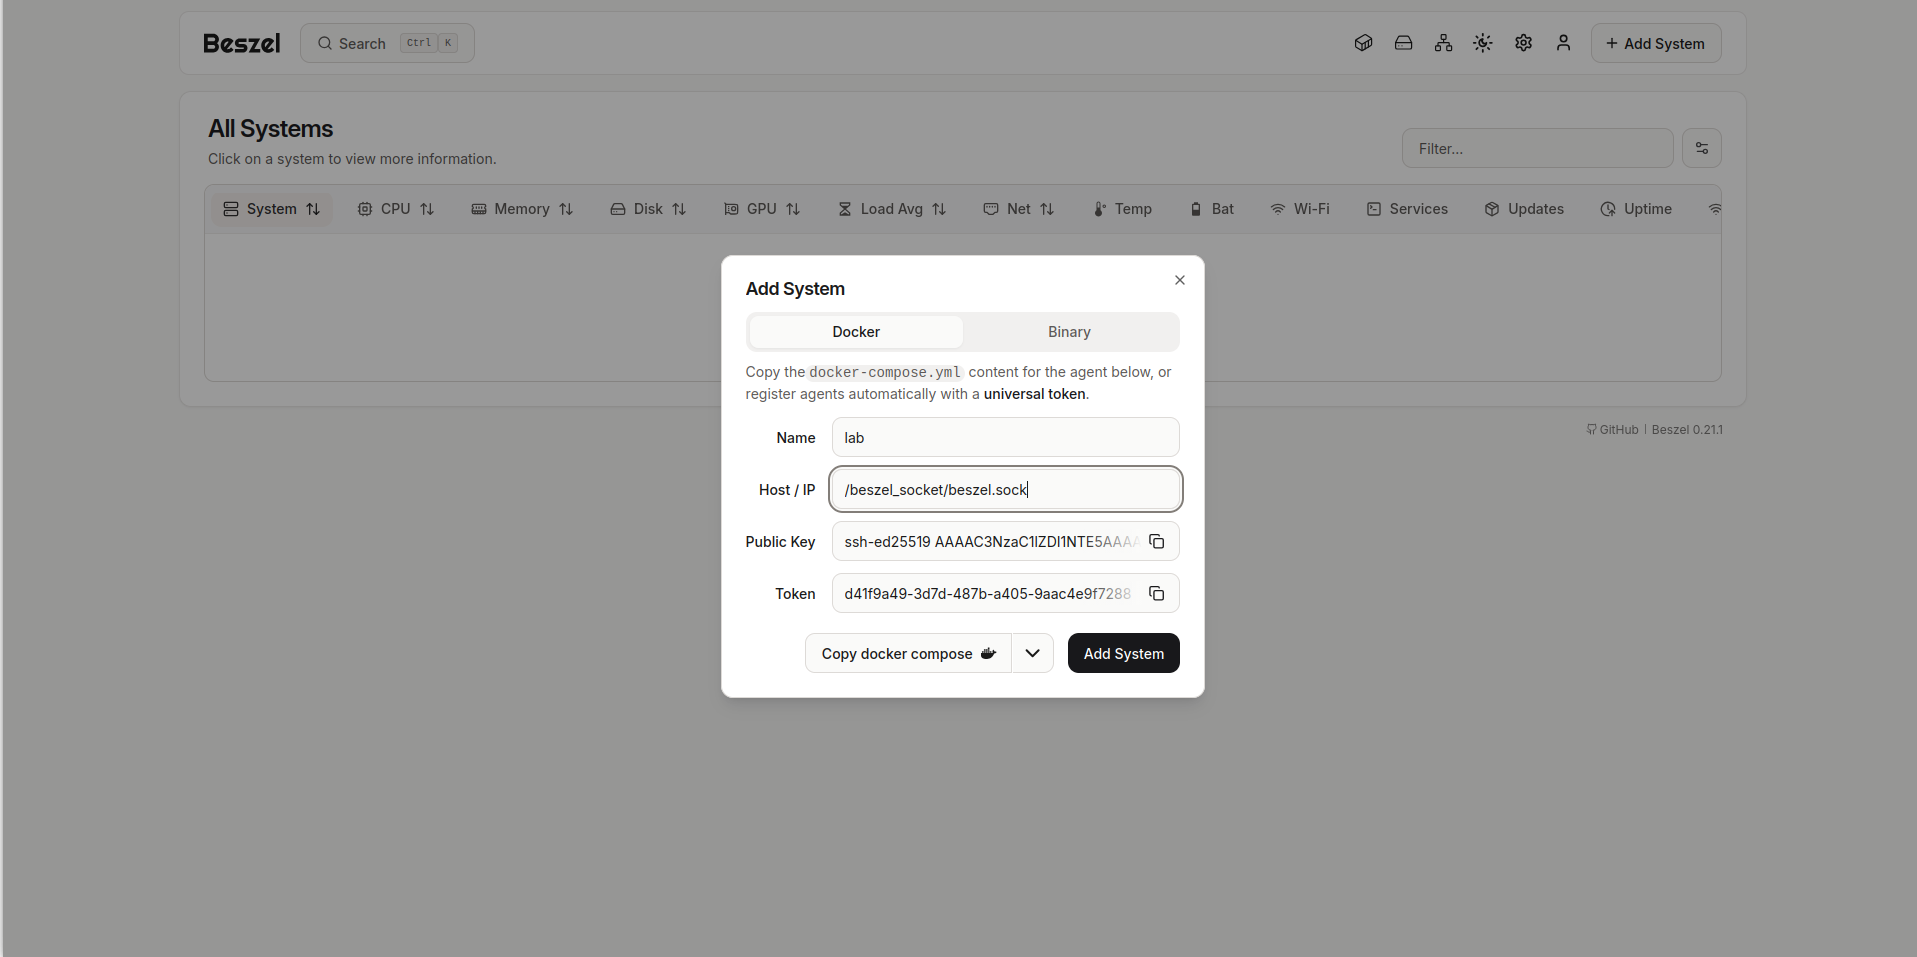 Beszel
Search Ctrl K
Add System
All Systems
Click on a system to view more information.
Filter...
System CPU Memory Disk GPU Load Avg Net Temp Bat Wi-Fi Services Updates Uptime
Add System
Docker Binary
Copy the docker-compose.yml content for the agent below, or
register agents automatically with a universal token.
Name lab
Host / IP /beszel_socket/beszel.sock
Public Key ssh-ed25519 AAAAC3NzaC1lZDI1NTE5AAAA
Token d41f9a49-3d7d-487b-a405-9aac4e9f7288
Copy docker compose Add System
GitHub | Beszel 0.21.1